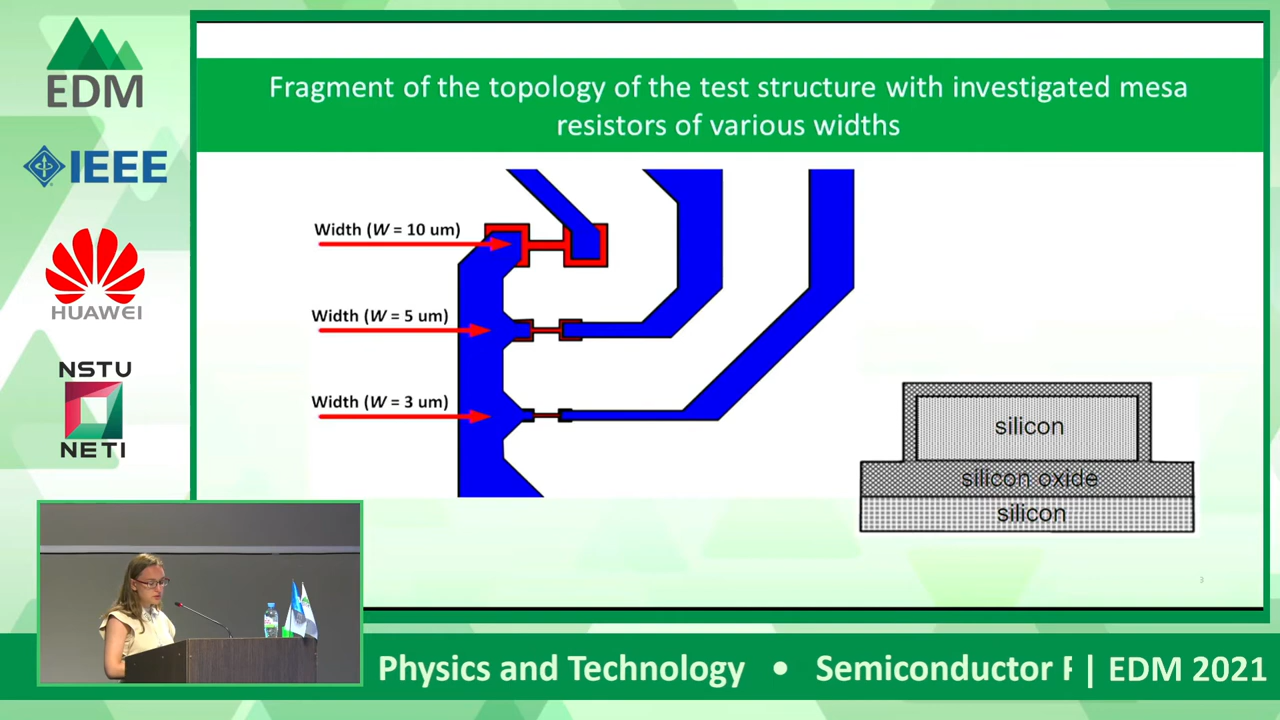 EDM
IEEE
HUAWEI
NSTU
NETI
Fragment of the topology of the test structure with investigated mesa
resistors of various widths
Width (W = 10 um)
Width (W = 5 um)
Width (W = 3 um)
silicon
silicon oxide
silicon
3
Physics and Technology • Semiconductor | EDM 2021